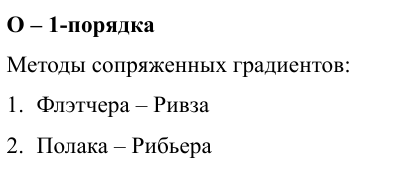 О – 1-порядка
Методы сопряженных градиентов:
1. Флэтчера – Ривза
2. Полака – Рибьера